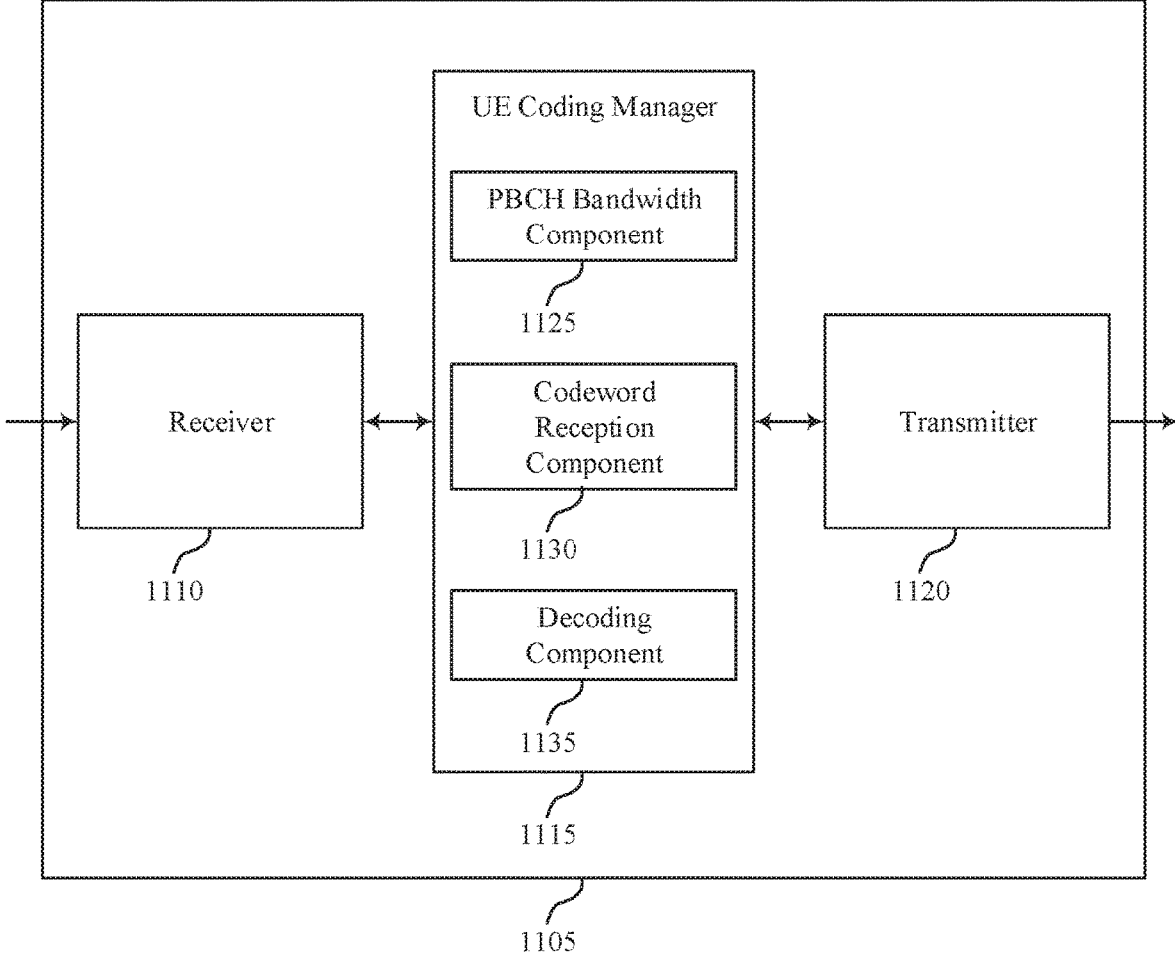 UE Coding Manager
PBCH Bandwidth
Component
1125
Receiver
1110
Codeword
Reception
Component
1130
Transmitter
1120
Decoding
Component
1135
1115
1105